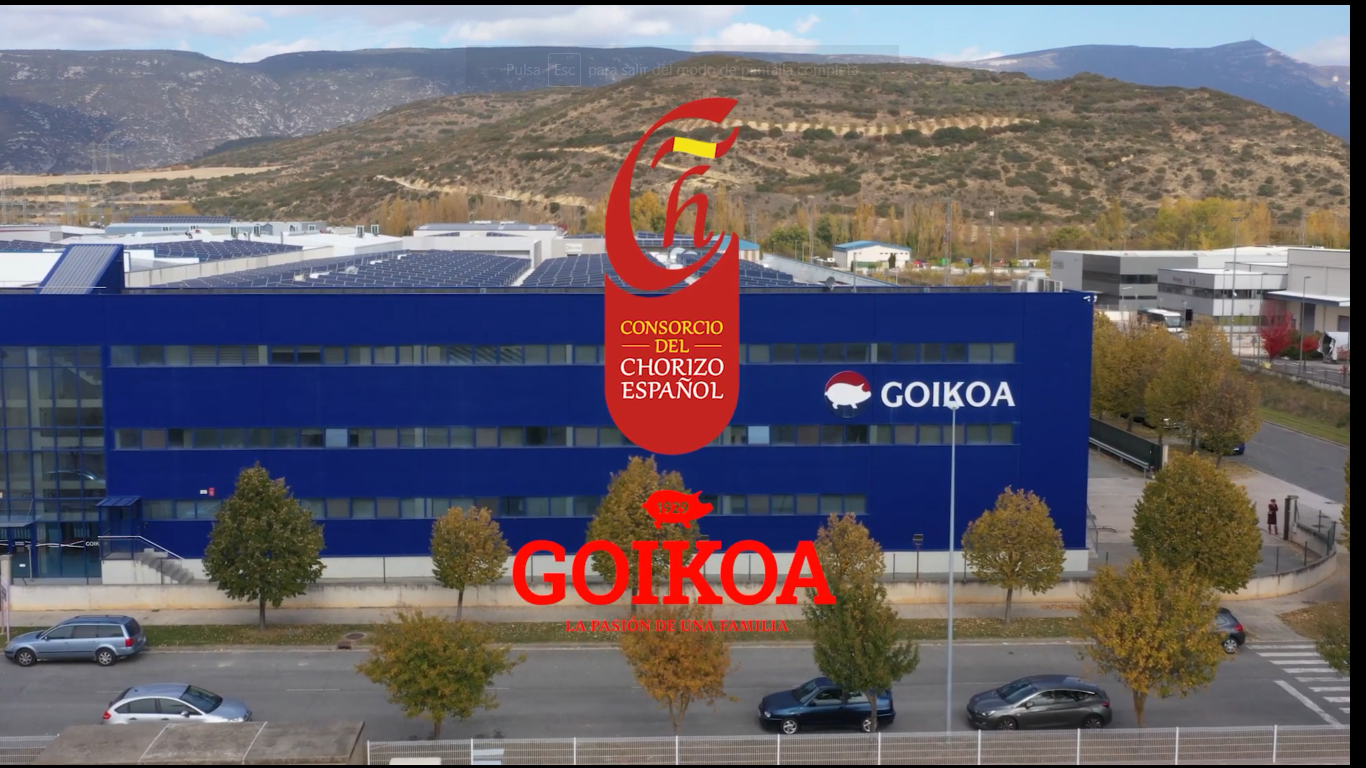 Pulsa Esc para salir del modo de pantalla completa
CONSORCIO
DEL
CHORIZO
ESPAÑOL
GOIKOA
1929
GOIKOA
LA PASIÓN DE UNA FAMILIA